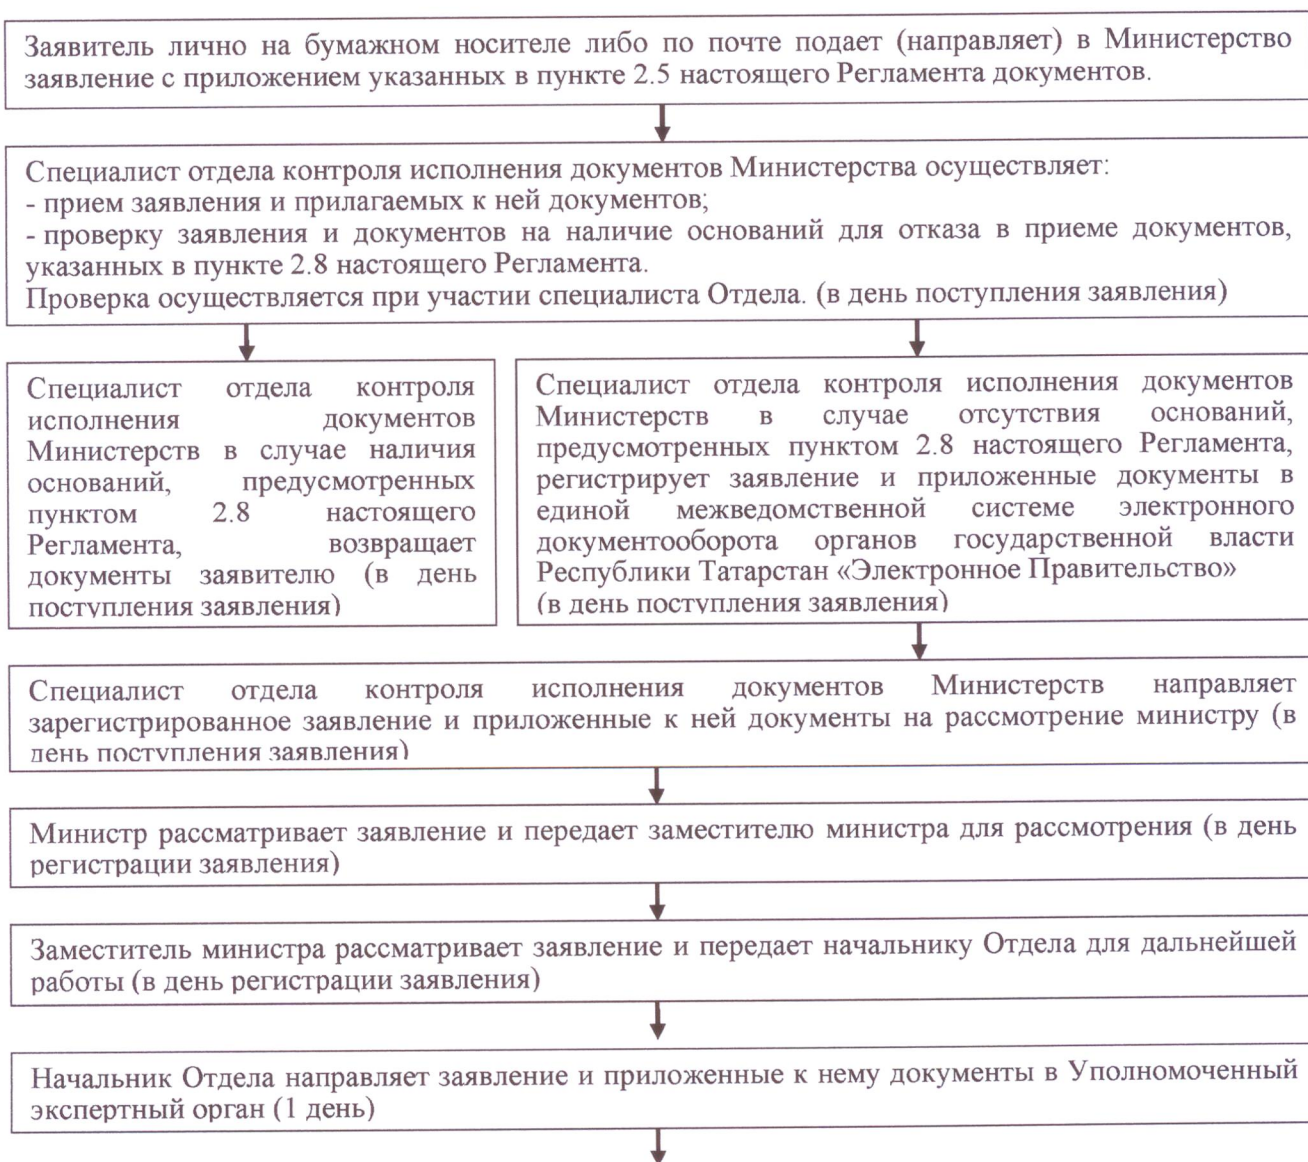 Заявитель лично на бумажном носителе либо по почте подает (направляет) в Министерство
заявление с приложением указанных в пункте 2.5 настоящего Регламента документов.
Специалист отдела контроля исполнения документов Министерства осуществляет:
- прием заявления и прилагаемых к ней документов;
- проверку заявления и документов на наличие оснований для отказа в приеме документов,
указанных в пункте 2.8 настоящего Регламента.
Проверка осуществляется при участии специалиста Отдела. (в день поступления заявления)
Специалист отдела контроля
исполнения документов
Министерств в случае наличия
оснований, предусмотренных
пунктом 2.8 настоящего
Регламента, возвращает
документы заявителю (в день
поступления заявления)
Специалист отдела контроля исполнения документов
Министерств в случае отсутствия оснований,
предусмотренных пунктом 2.8 настоящего Регламента,
регистрирует заявление и приложенные документы в
единой межведомственной системе электронного
документооборота органов государственной власти
Республики Татарстан «Электронное Правительство»
(в день поступления заявления)
Специалист отдела контроля исполнения документов Министерств направляет
зарегистрированное заявление и приложенные к ней документы на рассмотрение министру (в
день поступления заявления)
Министр рассматривает заявление и передает заместителю министра для рассмотрения (в день
регистрации заявления)
Заместитель министра рассматривает заявление и передает начальнику Отдела для дальнейшей
работы (в день регистрации заявления)
Начальник Отдела направляет заявление и приложенные к нему документы в Уполномоченный
экспертный орган (1 день)